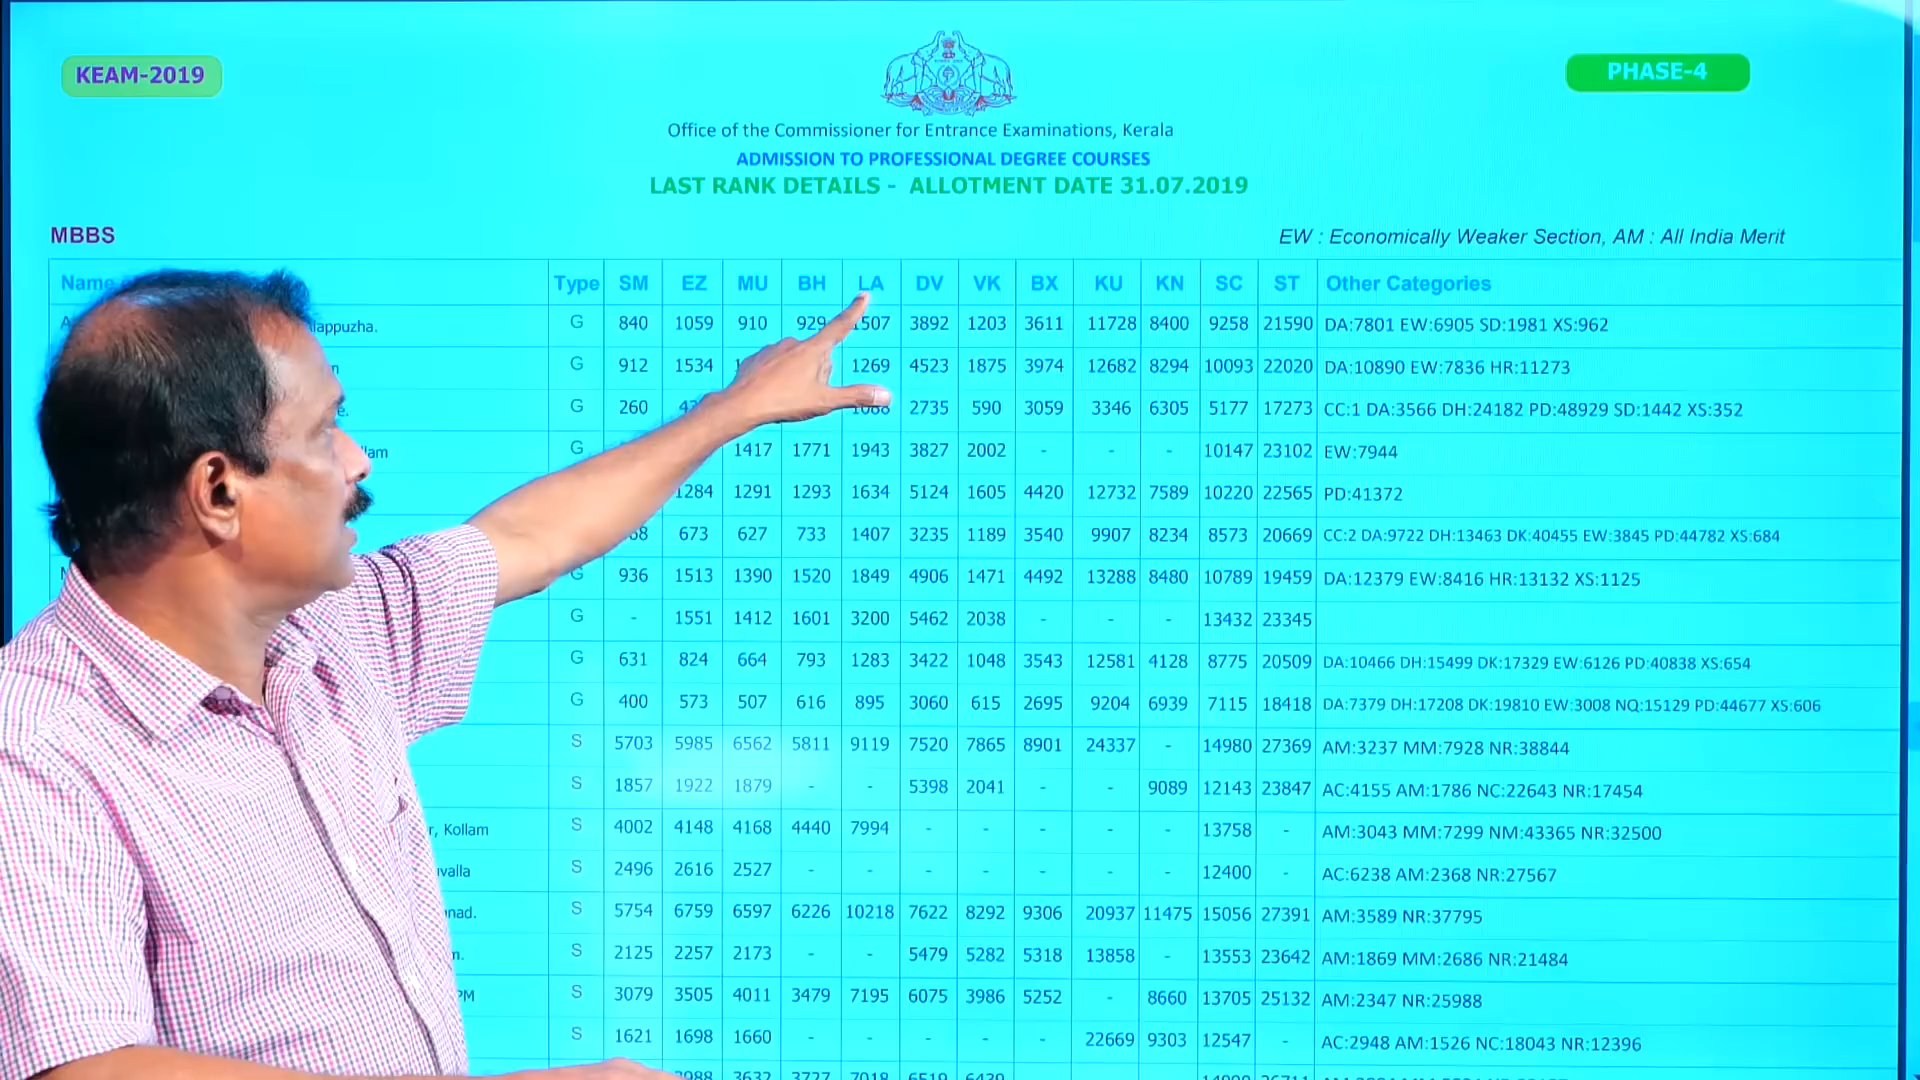 KEAM-2019
PHASE-4
Office of the Commissioner for Entrance Examinations, Kerala
ADMISSION TO PROFESSIONAL DEGREE COURSES
LAST RANK DETAILS - ALLOTMENT DATE 31.07.2019
MBBS
EW : Economically Weaker Section, AM : All India Merit
Name Type SM EZ MU BH LA DV VK BX KU KN SC ST Other Categories
G 840 1059 910 929 1507 3892 1203 3611 11728 8400 9258 21590 DA:7801 EW:6905 SD:1981 XS:962
G 912 1534 1269 4523 1875 3974 12682 8294 10093 22020 DA:10890 EW:7836 HR:11273
G 260 2735 590 3059 3346 6305 5177 17273 CC:1 DA:3566 DH:24182 PD:48929 SD:1442 XS:352
G 1417 1771 1943 3827 2002 - - - 10147 23102 EW:7944
1284 1291 1293 1634 5124 1605 4420 12732 7589 10220 22565 PD:41372
673 627 733 1407 3235 1189 3540 9907 8234 8573 20669 CC:2 DA:9722 DH:13463 DK:40455 EW:3845 PD:44782 XS:684
G 936 1513 1390 1520 1849 4906 1471 4492 13288 8480 10789 19459 DA:12379 EW:8416 HR:13132 XS:1125
G - 1551 1412 1601 3200 5462 2038 - - - 13432 23345
G 631 824 664 793 1283 3422 1048 3543 12581 4128 8775 20509 DA:10466 DH:15499 DK:17329 EW:6126 PD:40838 XS:654
G 400 573 507 616 895 3060 615 2695 9204 6939 7115 18418 DA:7379 DH:17208 DK:19810 EW:3008 NQ:15129 PD:44677 XS:606
S 5703 5985 6562 5811 9119 7520 7865 8901 24337 - 14980 27369 AM:3237 MM:7928 NR:38844
S 1857 1922 1879 - - 5398 2041 - - 9089 12143 23847 AC:4155 AM:1786 NC:22643 NR:17454
Kollam S 4002 4148 4168 4440 7994 - - - - - 13758 - AM:3043 MM:7299 NM:43365 NR:32500
S 2496 2616 2527 - - - - - - - 12400 - AC:6238 AM:2368 NR:27567
S 5754 6759 6597 6226 10218 7622 8292 9306 20937 11475 15056 27391 AM:3589 NR:37795
S 2125 2257 2173 - - 5479 5282 5318 13858 - 13553 23642 AM:1869 MM:2686 NR:21484
S 3079 3505 4011 3479 7195 6075 3986 5252 - 8660 13705 25132 AM:2347 NR:25988
S 1621 1698 1660 - - - - - 22669 9303 12547 - AC:2948 AM:1526 NC:18043 NR:12396